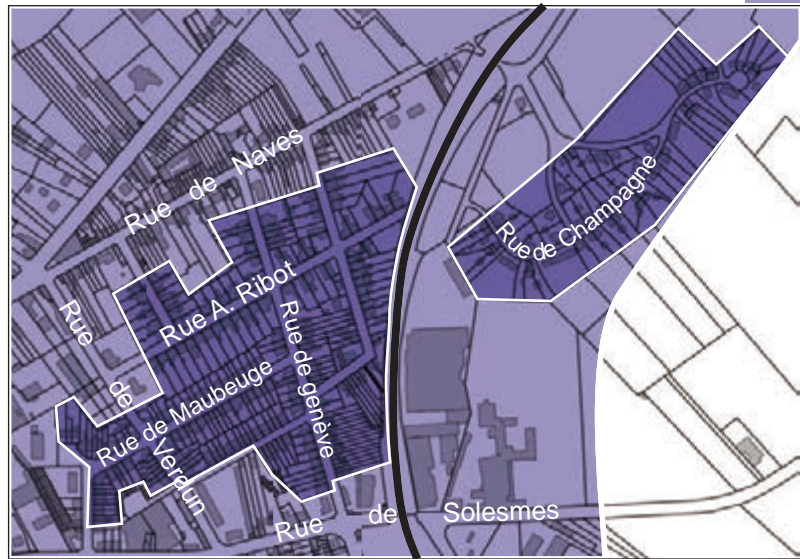 Rue de Naves
Rue de Champagne
Rue A. Ribot
Rue de genève
Rue de Verdun
Rue de Maubeuge
Rue de Solesmes